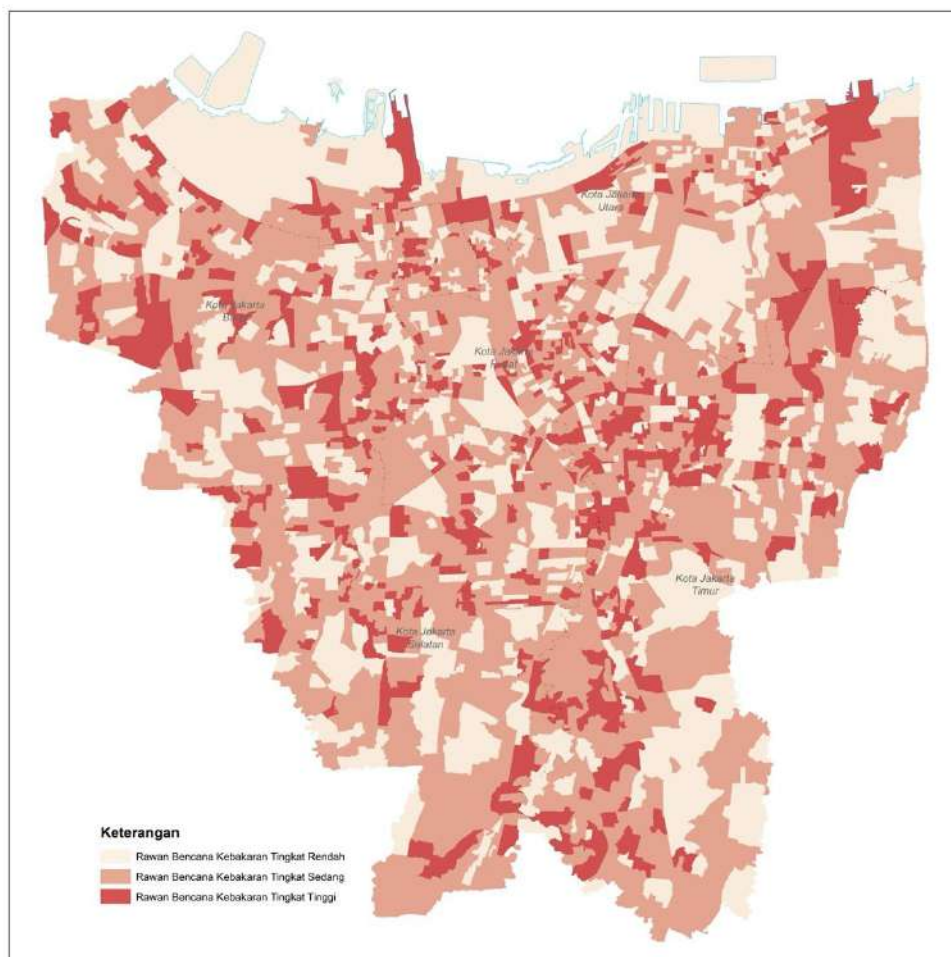 Kota Jakarta
Utara
Kota Jakarta
Barat
Kota Jakarta
Pusat
Kota Jakarta
Timur
Kota Jakarta
Selatan
Keterangan
Rawan Bencana Kebakaran Tingkat Rendah
Rawan Bencana Kebakaran Tingkat Sedang
Rawan Bencana Kebakaran Tingkat Tinggi